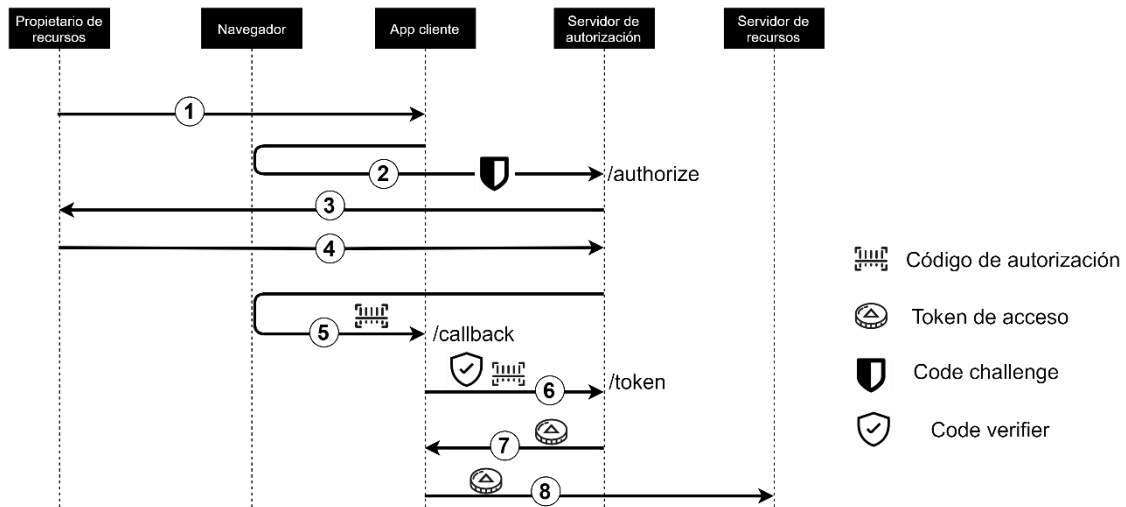 Propietario de
recursos
Navegador
App cliente
Servidor de
autorización
Servidor de
recursos
1
2
/authorize
3
4
5
/callback
6
/token
7
8
Código de autorización
Token de acceso
Code challenge
Code verifier